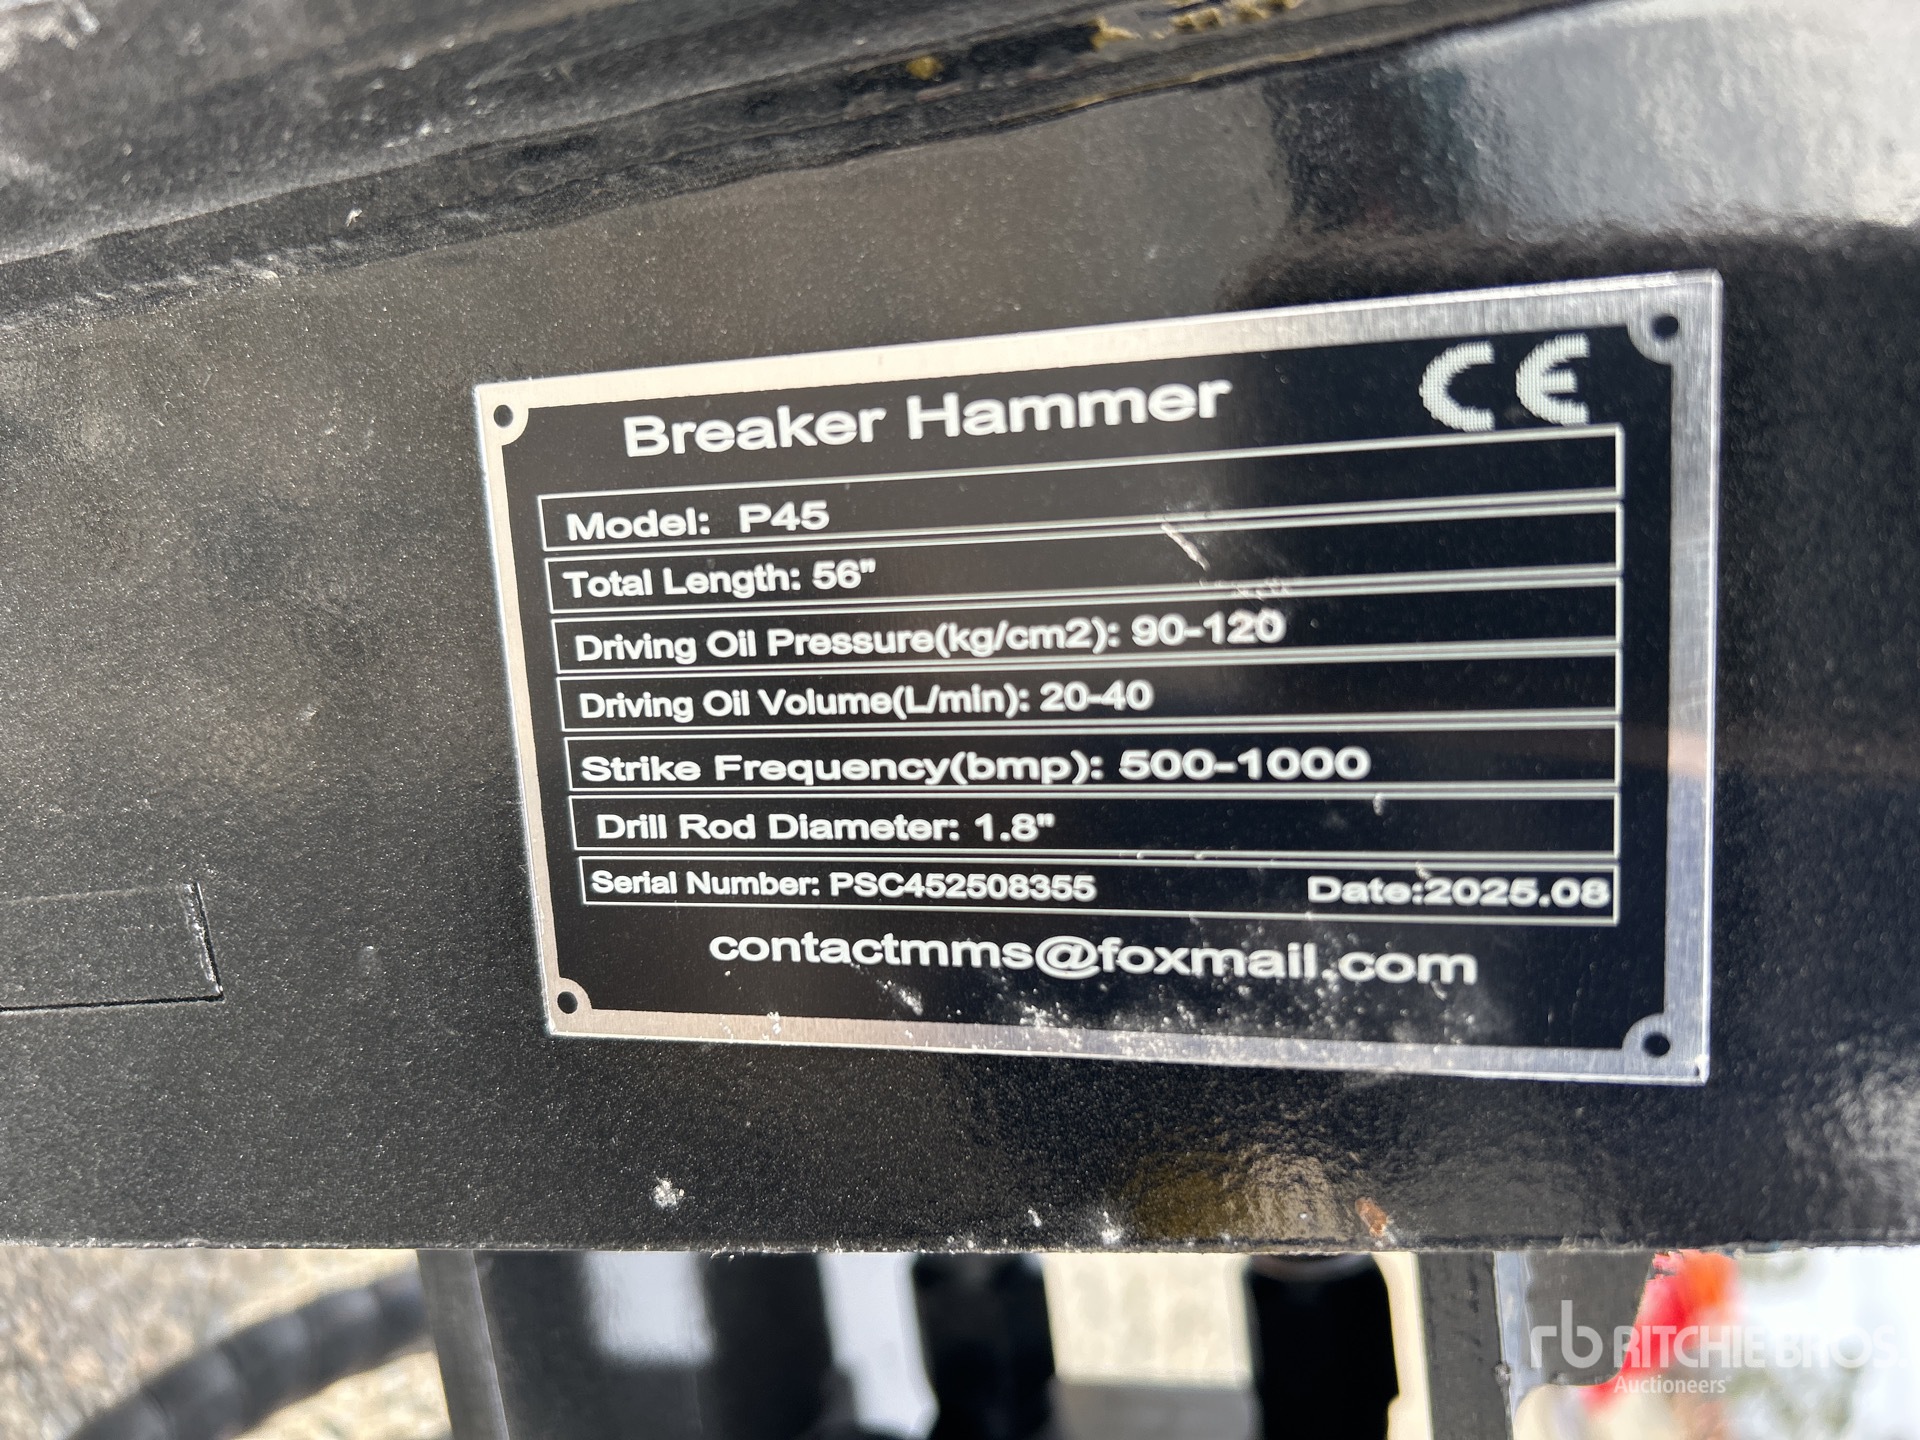 Breaker Hammer CE
Model: P45
Total Length: 56"
Driving Oil Pressure(kg/cm2): 90-120
Driving Oil Volume(L/min): 20-40
Strike Frequency(bmp): 500-1000
Drill Rod Diameter: 1.8"
Serial Number: PSC452508355 Date:2025.08
contactmms@foxmail.com
rb RITCHIE BROS.
Auctioneers